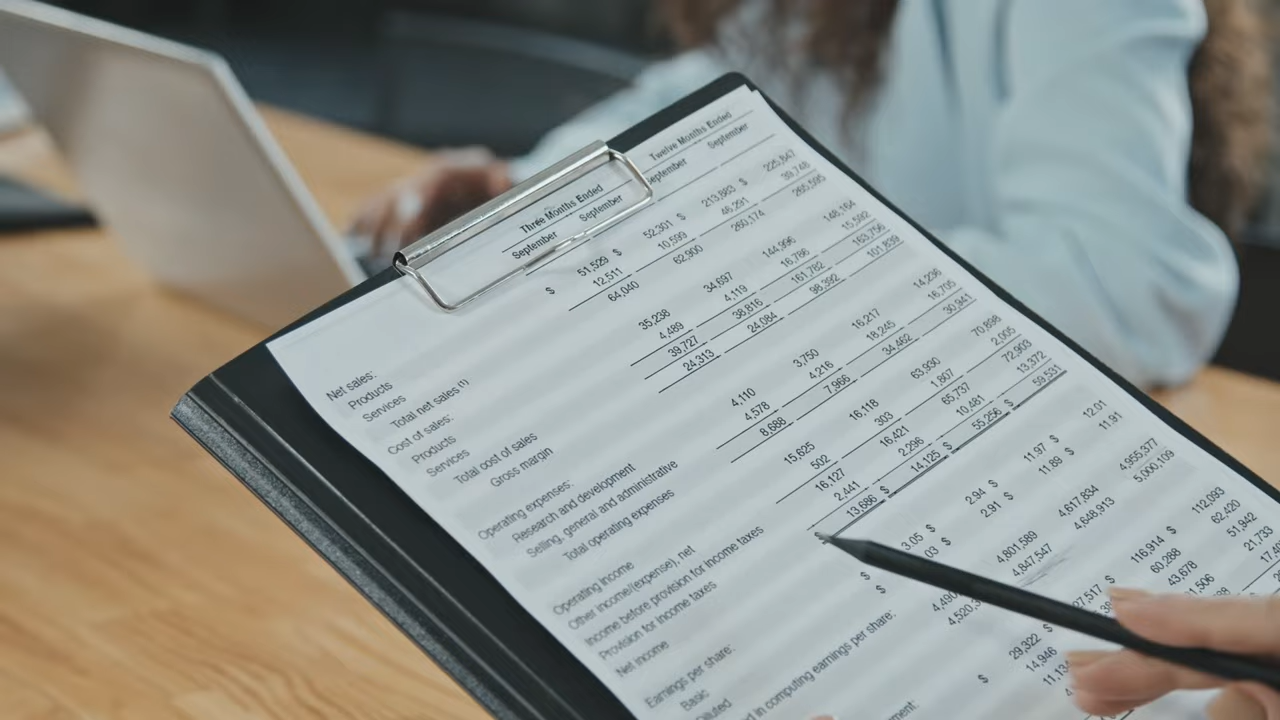 Three Months Ended Twelve Months Ended
September September September September
Net sales:
Products $ 51,529 $ 52,301 $ 213,883 $ 225,847
Services 12,511 10,599 46,291 39,748
Total net sales (1) 64,040 62,900 260,174 265,595
Cost of sales:
Products 35,238 34,697 144,996 148,164
Services 4,489 4,119 16,786 15,592
Total cost of sales 39,727 38,816 161,782 163,756
Gross margin 24,313 24,084 98,392 101,839
Operating expenses:
Research and development 4,110 3,750 16,217 14,236
Selling, general and administrative 4,578 4,216 18,245 16,705
Total operating expenses 8,688 7,966 34,462 30,941
Operating income 15,625 16,118 63,930 70,898
Other income/(expense), net 502 303 1,807 2,005
Income before provision for income taxes 16,127 16,421 65,737 72,903
Provision for income taxes 2,441 2,296 10,481 13,372
Net income 13,686 $ 14,125 $ 55,256 $ 59,531
Earnings per share:
Basic $ 3.05 $ 2.94 $ 11.97 $ 12.01
Diluted $ 03 $ 2.91 $ 11.89 $ 11.91
d in computing earnings per share:
4,801,589 4,617,834 4,955,377
4,520,3 4,847,547 4,648,913 5,000,109
$ 29,322 $ 27,517 $ 116,914 $ 112,093
14,946 60,288 62,420
43,678 51,942
,506 21,733